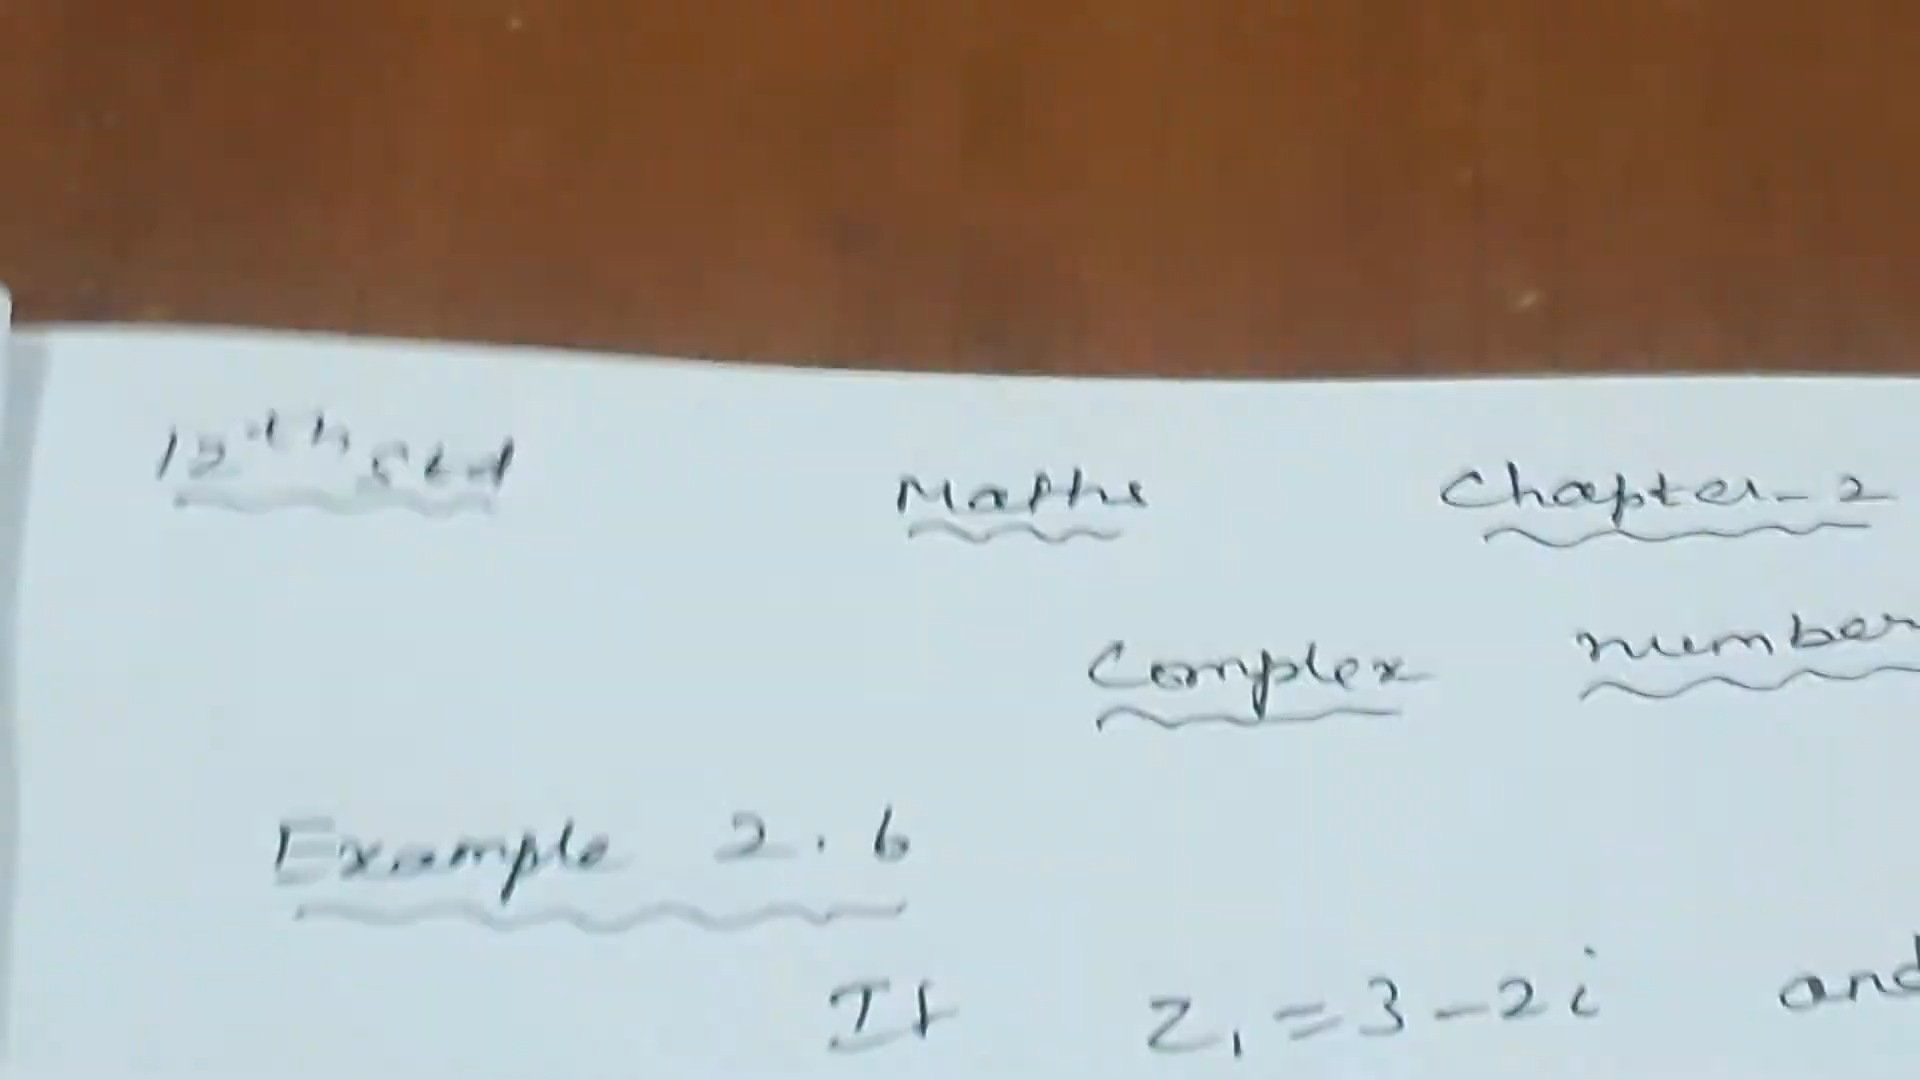 12th Std Maths Chapter-2
Complex number
Example 2.6
If z₁ = 3-2i and